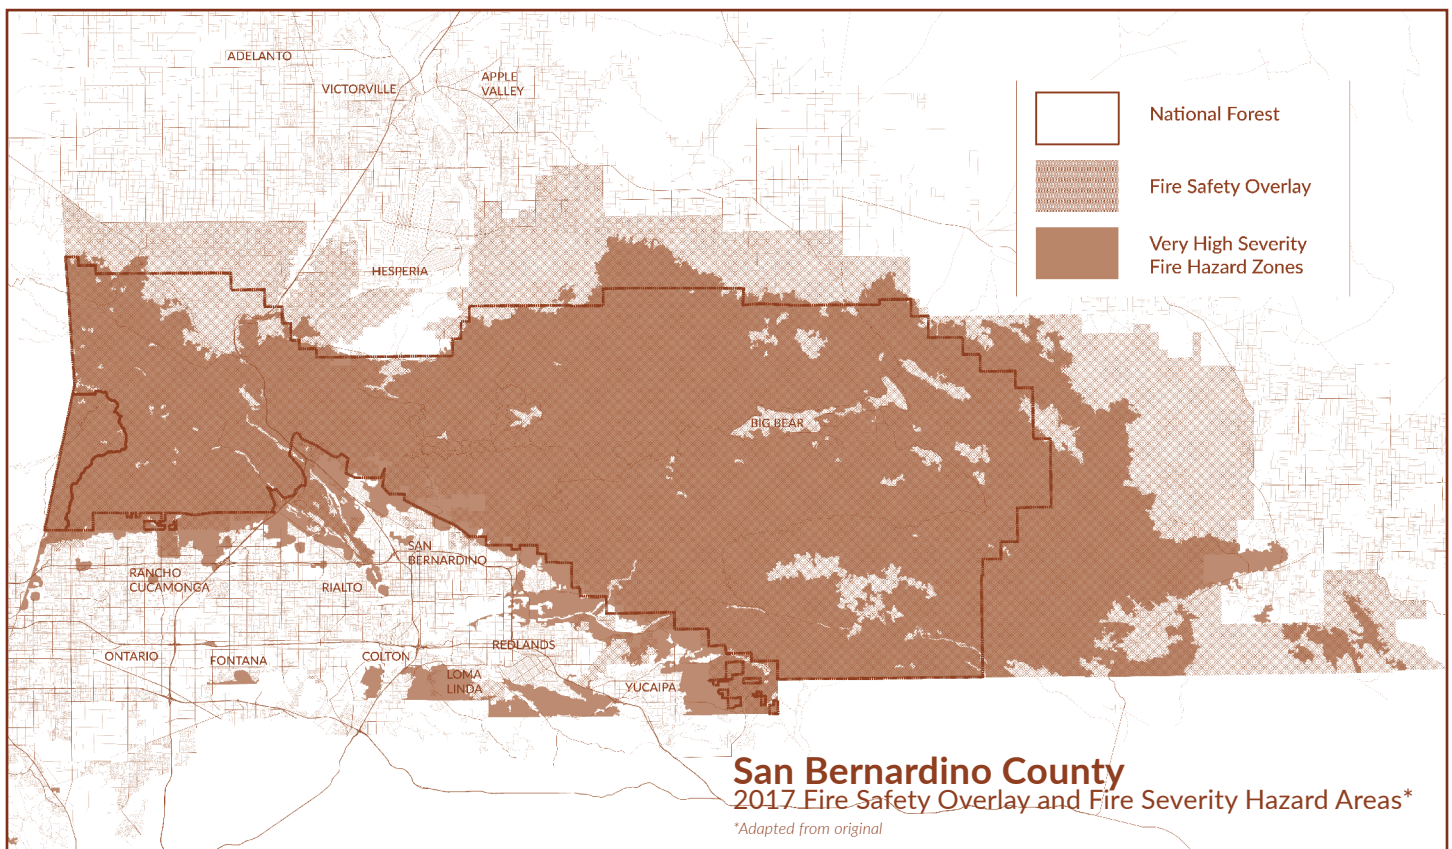 ADELANTO
VICTORVILLE
APPLE
VALLEY
National Forest
Fire Safety Overlay
Very High Severity
Fire Hazard Zones
HESPERIA
BIG BEAR
SAN
BERNARDINO
RANCHO
CUCAMONGA
RIALTO
ONTARIO
FONTANA
COLTON
REDLANDS
LOMA
LINDA
YUCAIPA
San Bernardino County
2017 Fire Safety Overlay and Fire Severity Hazard Areas*
*Adapted from original